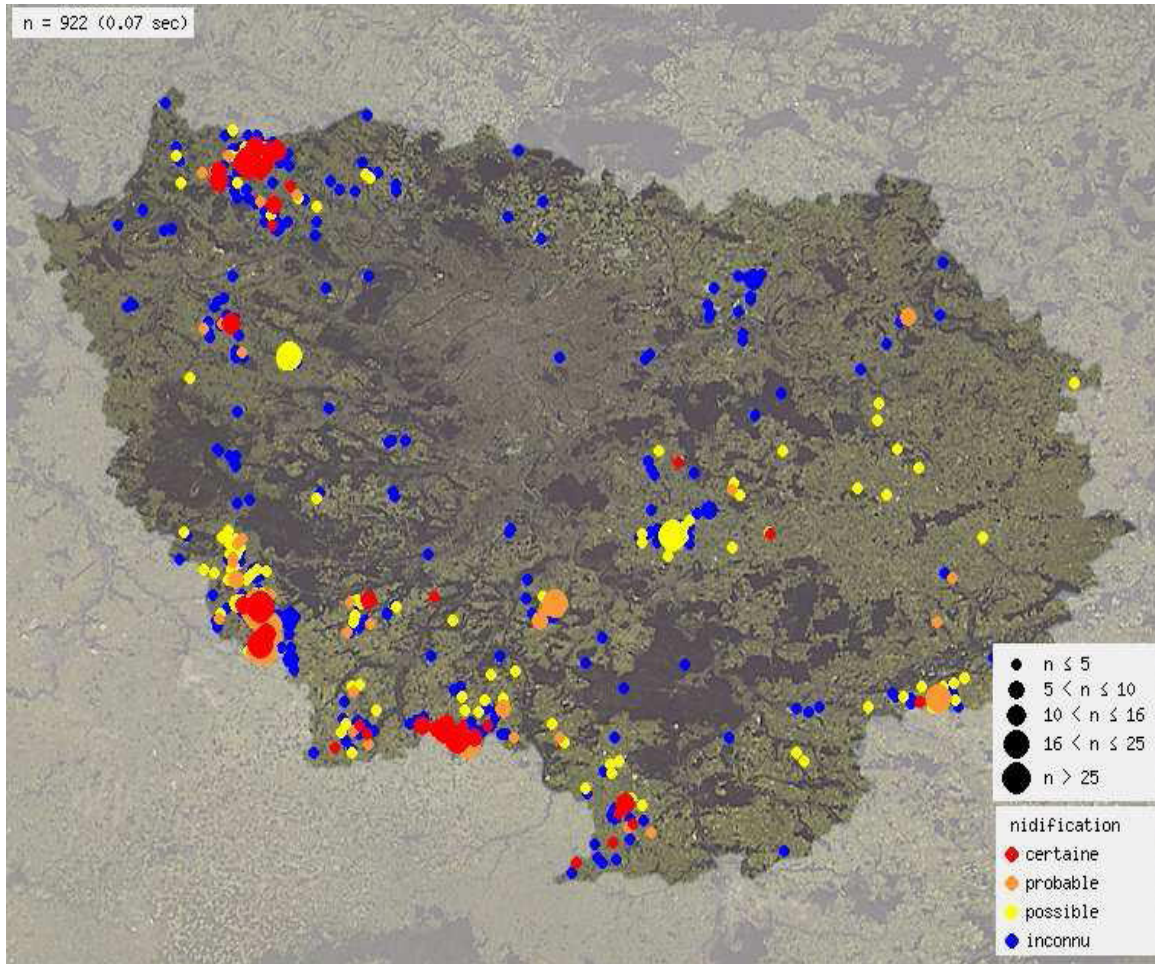 n = 922 (0.07 sec)
n ≤ 5
5 < n ≤ 10
10 < n ≤ 16
16 < n ≤ 25
n > 25
nidification
certaine
probable
possible
inconnu